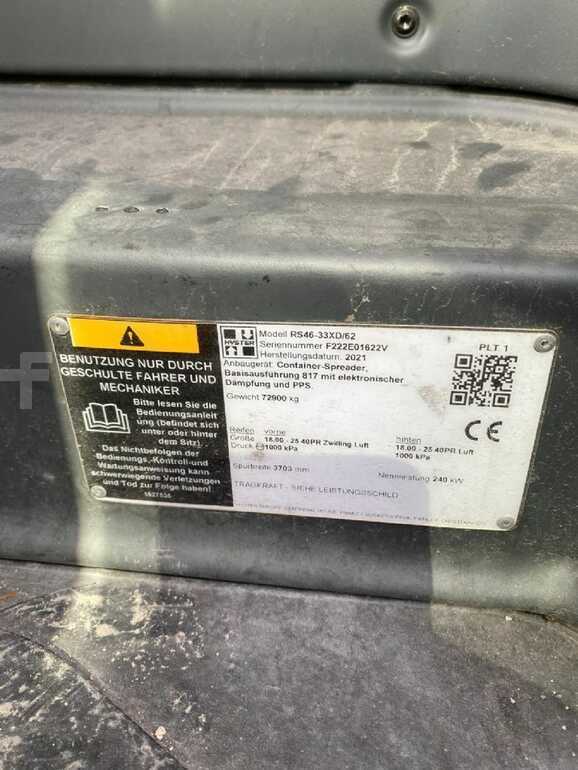 BENUTZUNG NUR DURCH
GESCHULTE FAHRER UND
MECHANIKER
Bitte lesen Sie die
Bedienungsanleit
ung (befindet sich
unter oder hinter
dem Sitz).
Das Nichtbefolgen der
Bedienungs-,Kontroll-und
Wartungsanweisung kann
schwerwiegende Verletzungen
und Tod zur Folge haben!
1627535
HYSTER
Modell RS46-33XD/62
Seriennummer F222E01622V
Herstellungsdatum: 2021
Anbaugerät: Container-Spreader,
Basisausführung 817 mit elektronischer
Dämpfung und PPS.
Gewicht 72900 kg
PLT 1
CE
Reifen vorne hinten
Größe 18.00 - 25 40PR Zwilling Luft 18.00 - 25 40PR Luft
Druck 1000 kPa 1000 kPa
Spurbreite 3703 mm Nennleistung 240 kW
TRAGKRAFT - SIEHE LEISTUNGSSCHILD